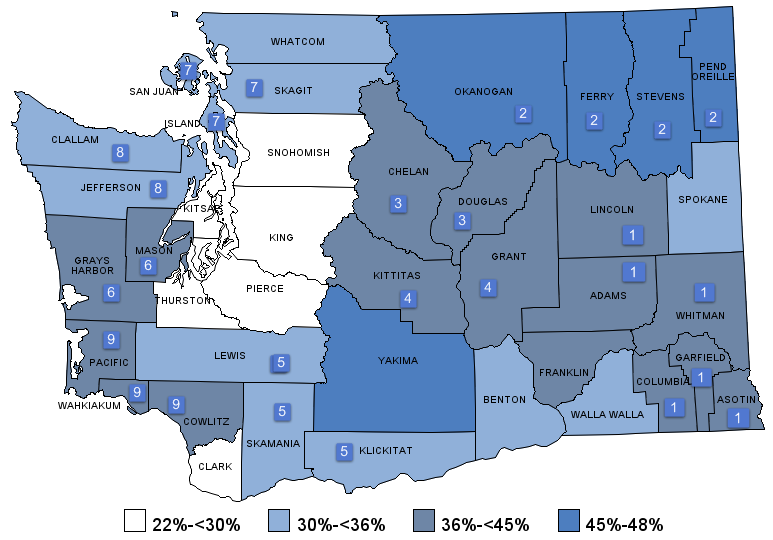 WHATCOM
SAN JUAN 7
7 SKAGIT
ISLAND 7
OKANOGAN 2
FERRY 2
STEVENS 2
PEND
OREILLE
2
CLALLAM 8
SNOHOMISH
JEFFERSON 8
CHELAN 3
DOUGLAS 3
LINCOLN 1
SPOKANE
KITSAP
KING
GRAYS
HARBOR
6
MASON
6
KITTITAS 4
GRANT 4
ADAMS 1
WHITMAN 1
THURSTON
PIERCE
PACIFIC 9
LEWIS 5
YAKIMA
FRANKLIN
GARFIELD 1
COLUMBIA 1
ASOTIN 1
WAHKIAKUM 9
COWLITZ 9
SKAMANIA 5
BENTON
WALLA WALLA
CLARK
5 KLICKITAT
22%-<30% 30%-<36% 36%-<45% 45%-48%